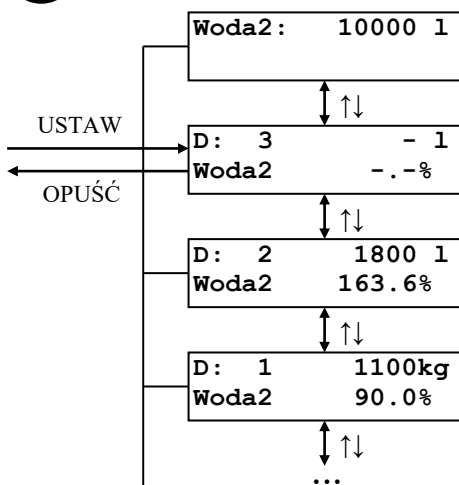 Woda2: 10000 l
↑↓
USTAW
D: 3 - l
Woda2 -.-%
OPUŚĆ
↑↓
D: 2 1800 l
Woda2 163.6%
↑↓
D: 1 1100kg
Woda2 90.0%
↑↓
...